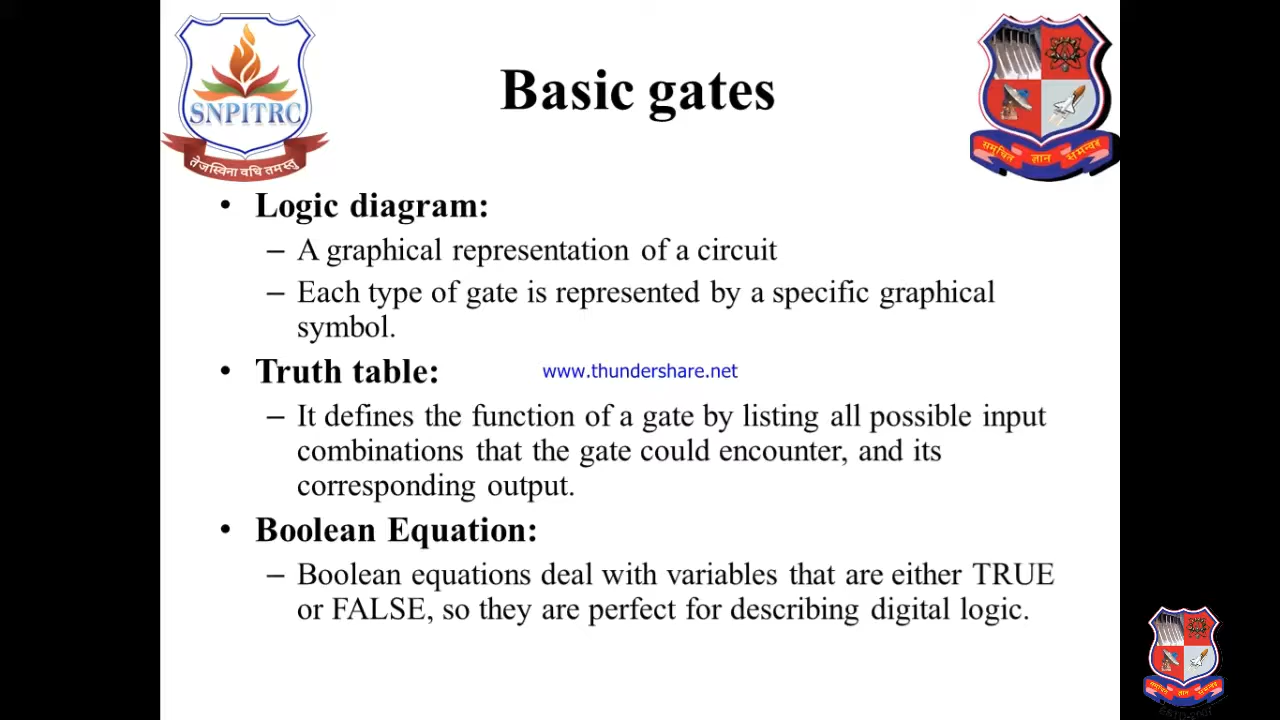 SNPITRC
तेजस्विना वधि तमस्तु
Basic gates
समुचित ज्ञान समन्वर
• Logic diagram:
– A graphical representation of a circuit
– Each type of gate is represented by a specific graphical
symbol.
• Truth table:
www.thundershare.net
– It defines the function of a gate by listing all possible input
combinations that the gate could encounter, and its
corresponding output.
• Boolean Equation:
– Boolean equations deal with variables that are either TRUE
or FALSE, so they are perfect for describing digital logic.